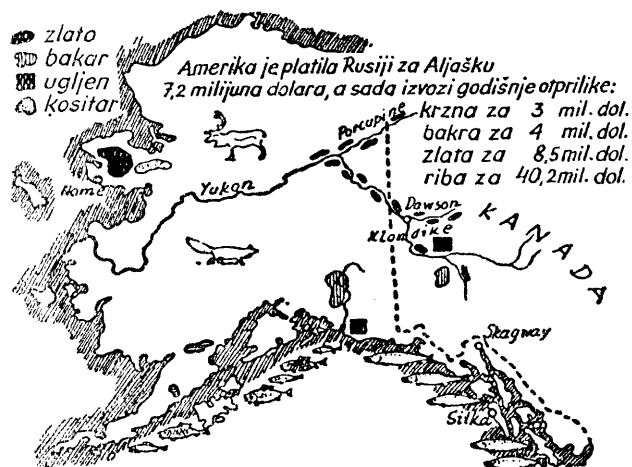 zlato
bakar
ugljen
kositar
Amerika je platila Rusiji za Aljašku
7,2 milijuna dolara, a sada izvozi godišnje otprilike:
krzna za 3 mil. dol.
bakra za 4 mil. dol.
zlata za 8,5 mil. dol.
riba za 40,2 mil. dol.
Porcupine
Nome
Yukon
Dawson
Klondike
KANADA
Skagway
Sitka